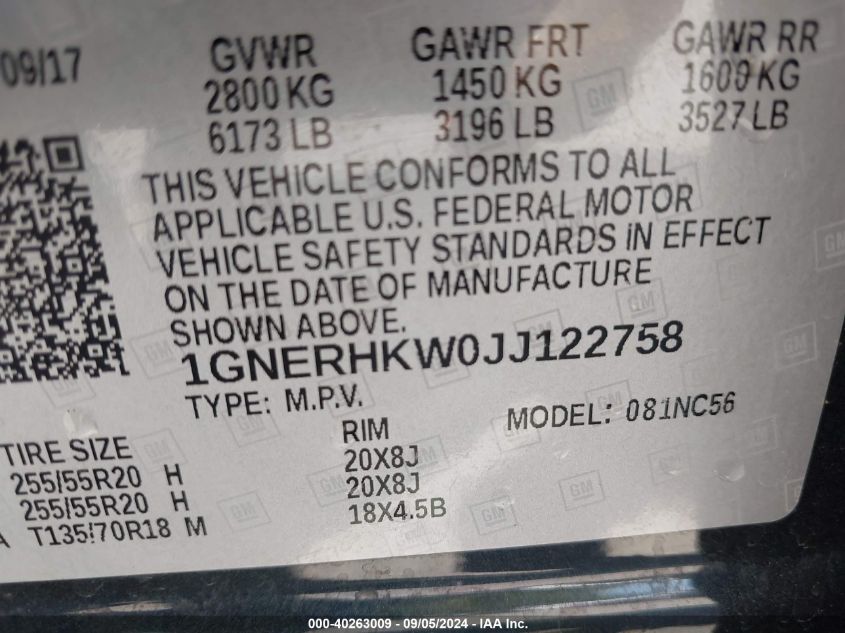 09/17 GVWR GAWR FRT GAWR RR
2800 KG 1450 KG 1600 KG
6173 LB 3196 LB 3527 LB
THIS VEHICLE CONFORMS TO ALL
APPLICABLE U.S. FEDERAL MOTOR
VEHICLE SAFETY STANDARDS IN EFFECT
ON THE DATE OF MANUFACTURE
SHOWN ABOVE.
1GNERHKW0JJ122758
TYPE: M.P.V. MODEL: 081NC56
TIRE SIZE RIM
255/55R20 H 20X8J
255/55R20 H 20X8J
T135/70R18 M 18X4.5B
000-40263009 - 09/05/2024 - IAA Inc.